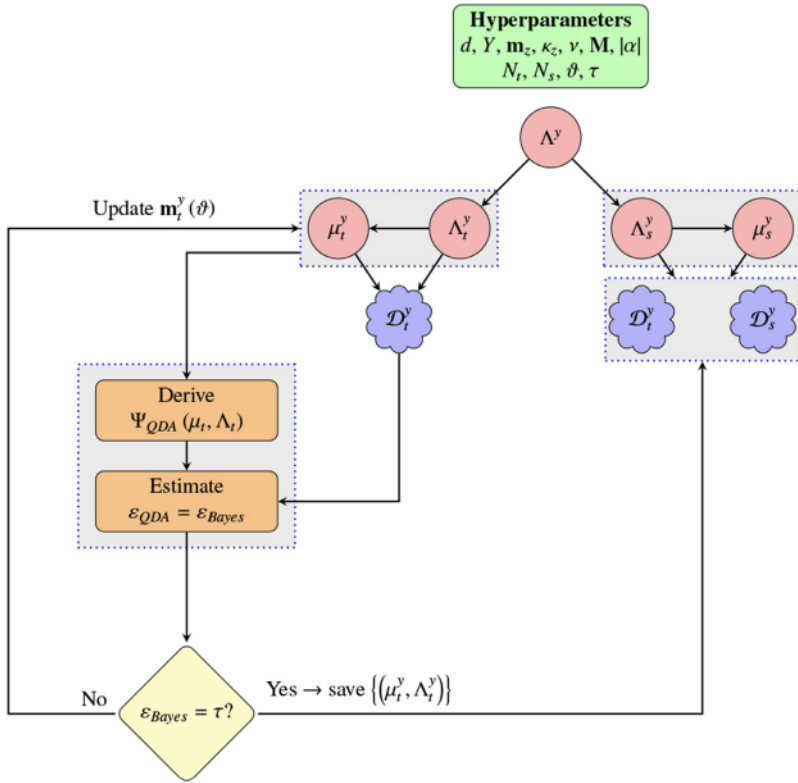 Hyperparameters
d, Y, m_z, κ_z, ν, M, |α|
N_t, N_s, ϑ, τ
Λ^y
Update m_t^y (ϑ)
μ_t^y
Λ_t^y
Λ_s^y
μ_s^y
𝒟_t^y
𝒟_t^y
𝒟_s^y
Derive
Ψ_QDA (μ_t, Λ_t)
Estimate
ε_QDA = ε_Bayes
No
ε_Bayes = τ?
Yes → save {(μ_t^y, Λ_t^y)}